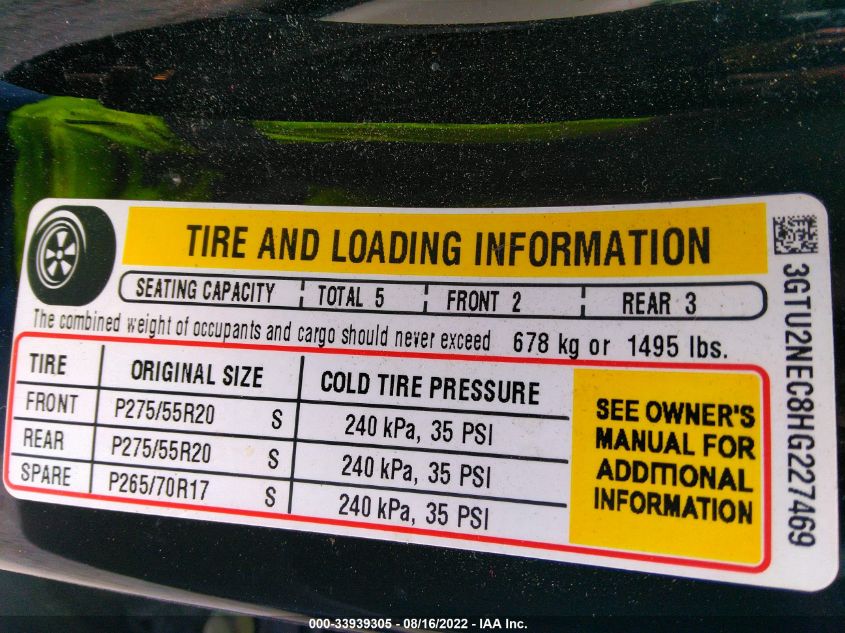 TIRE AND LOADING INFORMATION
SEATING CAPACITY TOTAL 5 FRONT 2 REAR 3
The combined weight of occupants and cargo should never exceed 678 kg or 1495 lbs.
TIRE ORIGINAL SIZE COLD TIRE PRESSURE
FRONT P275/55R20 S 240 kPa, 35 PSI
REAR P275/55R20 S 240 kPa, 35 PSI
SPARE P265/70R17 S 240 kPa, 35 PSI
SEE OWNER'S
MANUAL FOR
ADDITIONAL
INFORMATION
3GTU2NEC8HG227469
000-33939305 - 08/16/2022 - IAA Inc.